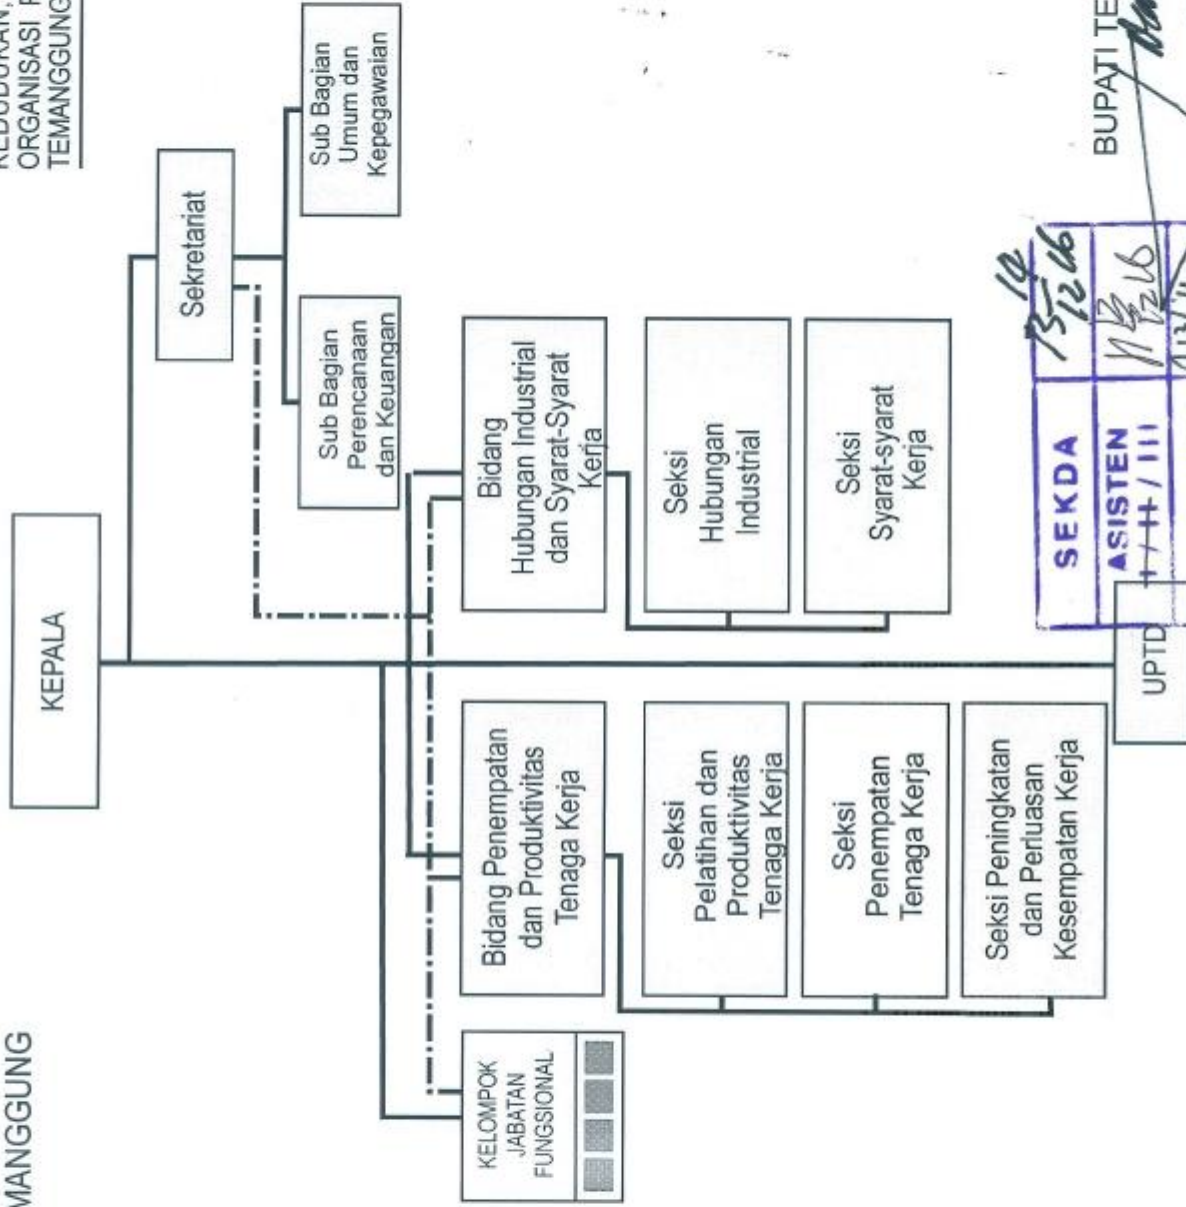 MANGGUNG
KEDUDUKAN,
ORGANISASI
TEMANGGUNG
KEPALA
Sekretariat
Sub Bagian
Perencanaan
dan Keuangan
Sub Bagian
Umum dan
Kepegawaian
KELOMPOK
JABATAN
FUNGSIONAL
Bidang Penempatan
dan Produktivitas
Tenaga Kerja
Bidang
Hubungan Industrial
dan Syarat-Syarat
Kerja
Seksi
Pelatihan dan
Produktivitas
Tenaga Kerja
Seksi
Hubungan
Industrial
Seksi
Penempatan
Tenaga Kerja
Seksi
Syarat-syarat
Kerja
Seksi Peningkatan
dan Perluasan
Kesempatan Kerja
UPTD
SEKDA
ASISTEN
I / II / III
BUPATI TE